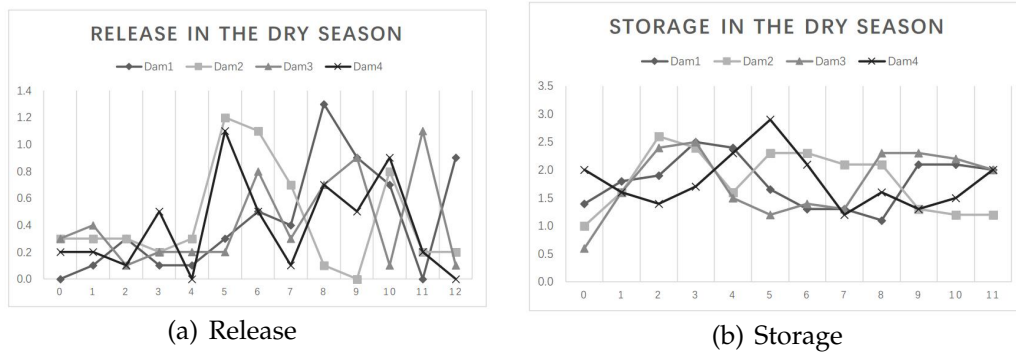 RELEASE IN THE DRY SEASON
Dam1 Dam2 Dam3 Dam4
1.4
1.2
1.0
0.8
0.6
0.4
0.2
0.0
0 1 2 3 4 5 6 7 8 9 10 11 12
(a) Release
STORAGE IN THE DRY SEASON
Dam1 Dam2 Dam3 Dam4
3.5
3.0
2.5
2.0
1.5
1.0
0.5
0.0
0 1 2 3 4 5 6 7 8 9 10 11
(b) Storage